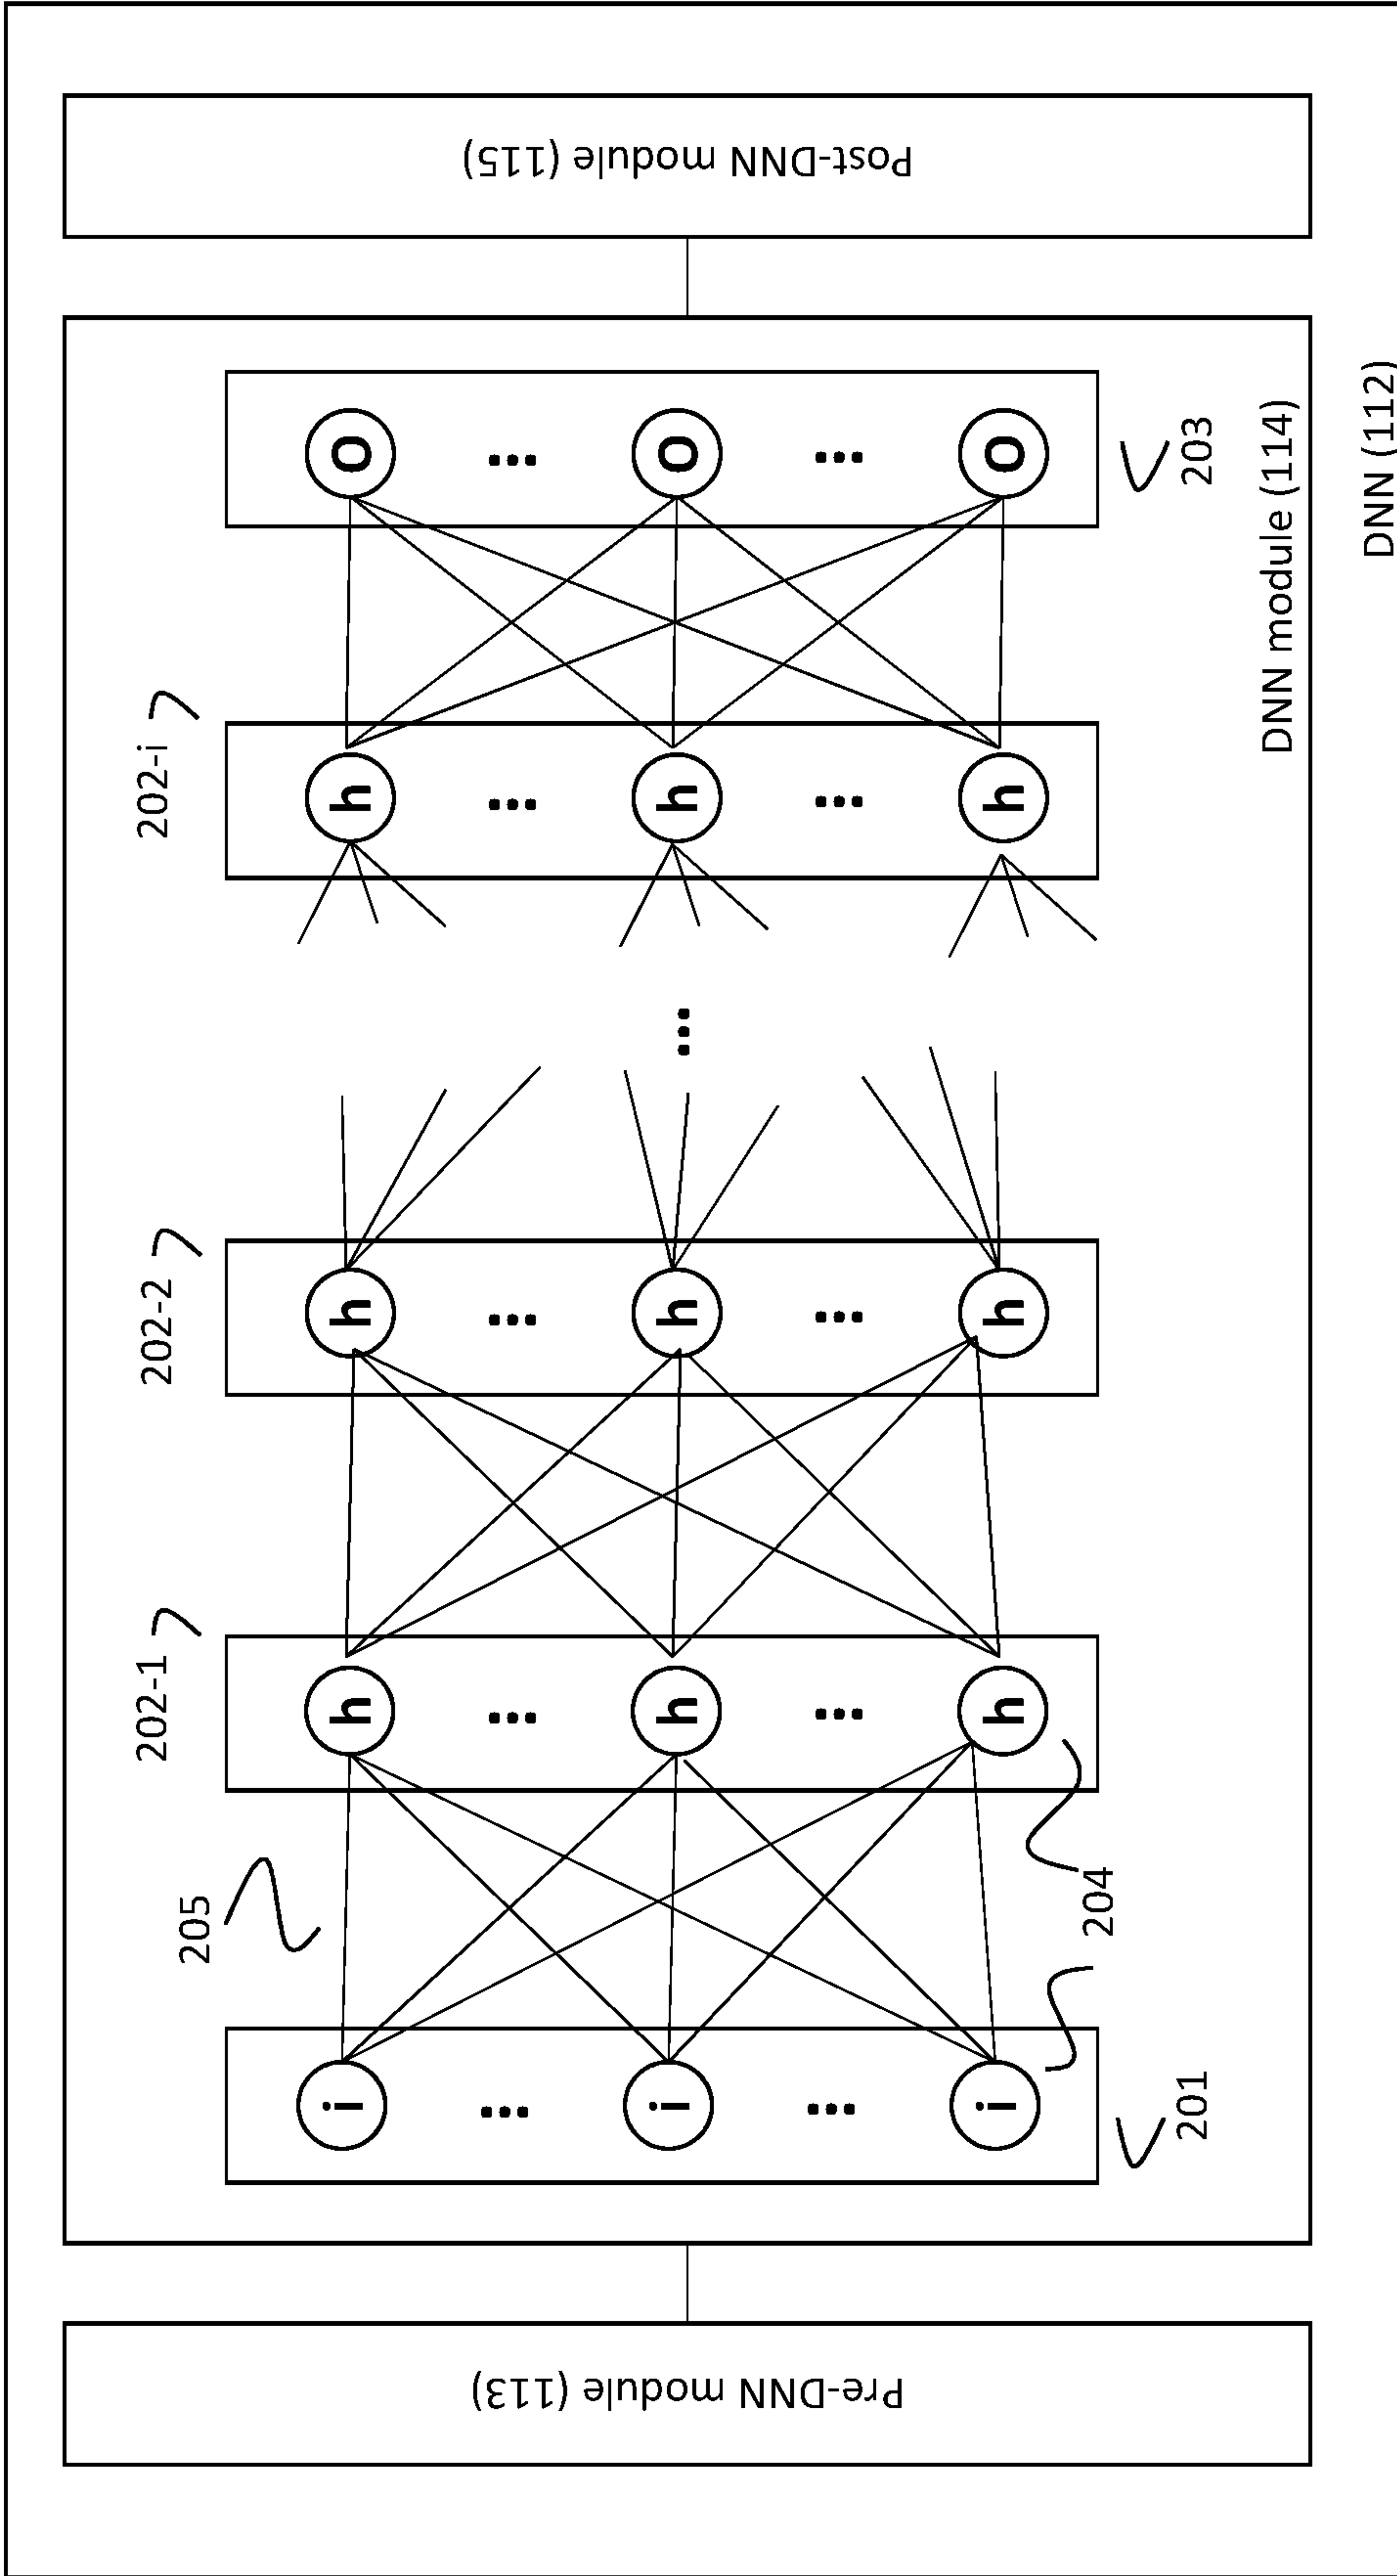 Pre-DNN module (113)
202-1
202-2
202-i
205
i h h h O
... ... ... ... ...
i h h ... h O
... ... ... ... ...
i h h h O
204
201
203
DNN module (114)
Post-DNN module (115)
DNN (112)